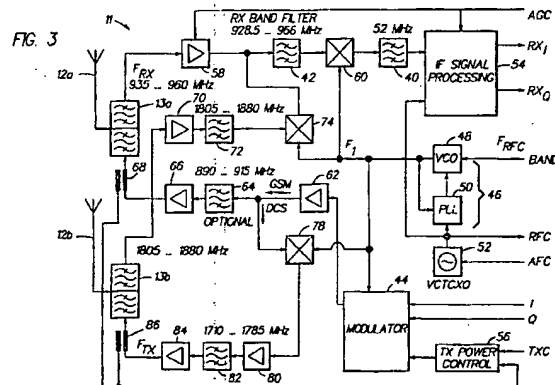 FIG. 3
11
12a
F_RX
935 ... 960 MHz
13a
68
58
RX BAND FILTER
928.5 ... 966 MHz
42
60
52 MHz
40
IF SIGNAL
PROCESSING
54
AGC
RX_I
RX_Q
70
1805 ... 1880 MHz
72
74
F_1
48
VCO
F_RFC
BAND
50
PLL
46
RFC
52
AFC
VCTCXO
66
890 ... 915 MHz
64
OPTIONAL
GSM
DCS
62
12b
1805 ... 1880 MHz
13b
78
44
MODULATOR
I
Q
86
F_TX
84
1710 ... 1785 MHz
82
80
56
TX POWER
CONTROL
TXC